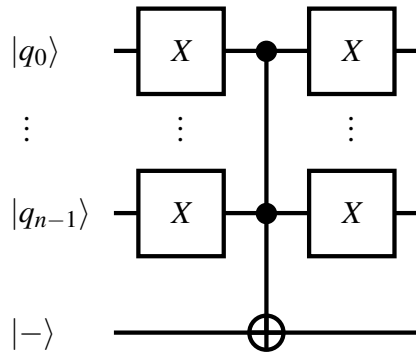 |q₀⟩ X X
⋮ ⋮ ⋮
|qₙ₋₁⟩ X X
|−⟩